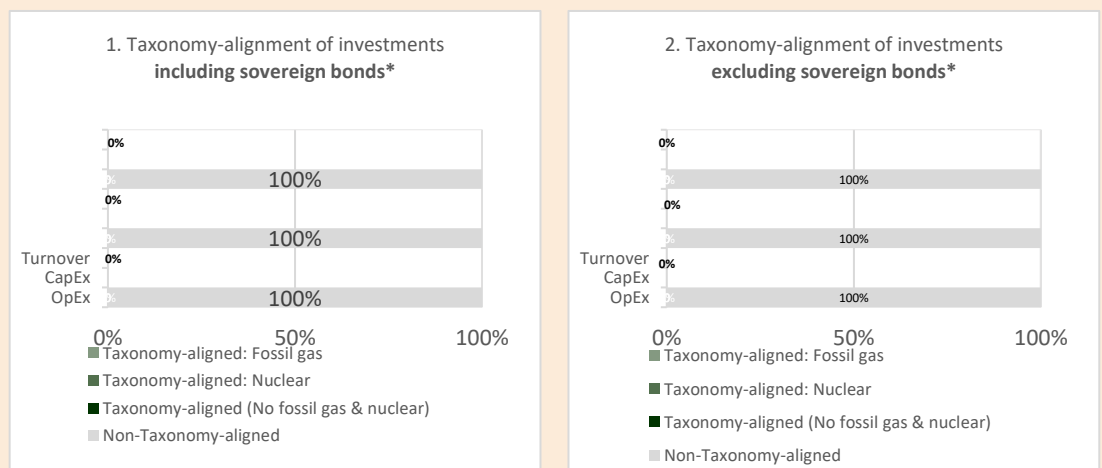 1. Taxonomy-alignment of investments
including sovereign bonds*
0%
100%
0%
100%
Turnover 0%
CapEx
OpEx 100%
0% 50% 100%
Taxonomy-aligned: Fossil gas
Taxonomy-aligned: Nuclear
Taxonomy-aligned (No fossil gas & nuclear)
Non-Taxonomy-aligned
2. Taxonomy-alignment of investments
excluding sovereign bonds*
0%
100%
0%
100%
Turnover 0%
CapEx
OpEx 100%
0% 50% 100%
Taxonomy-aligned: Fossil gas
Taxonomy-aligned: Nuclear
Taxonomy-aligned (No fossil gas & nuclear)
Non-Taxonomy-aligned